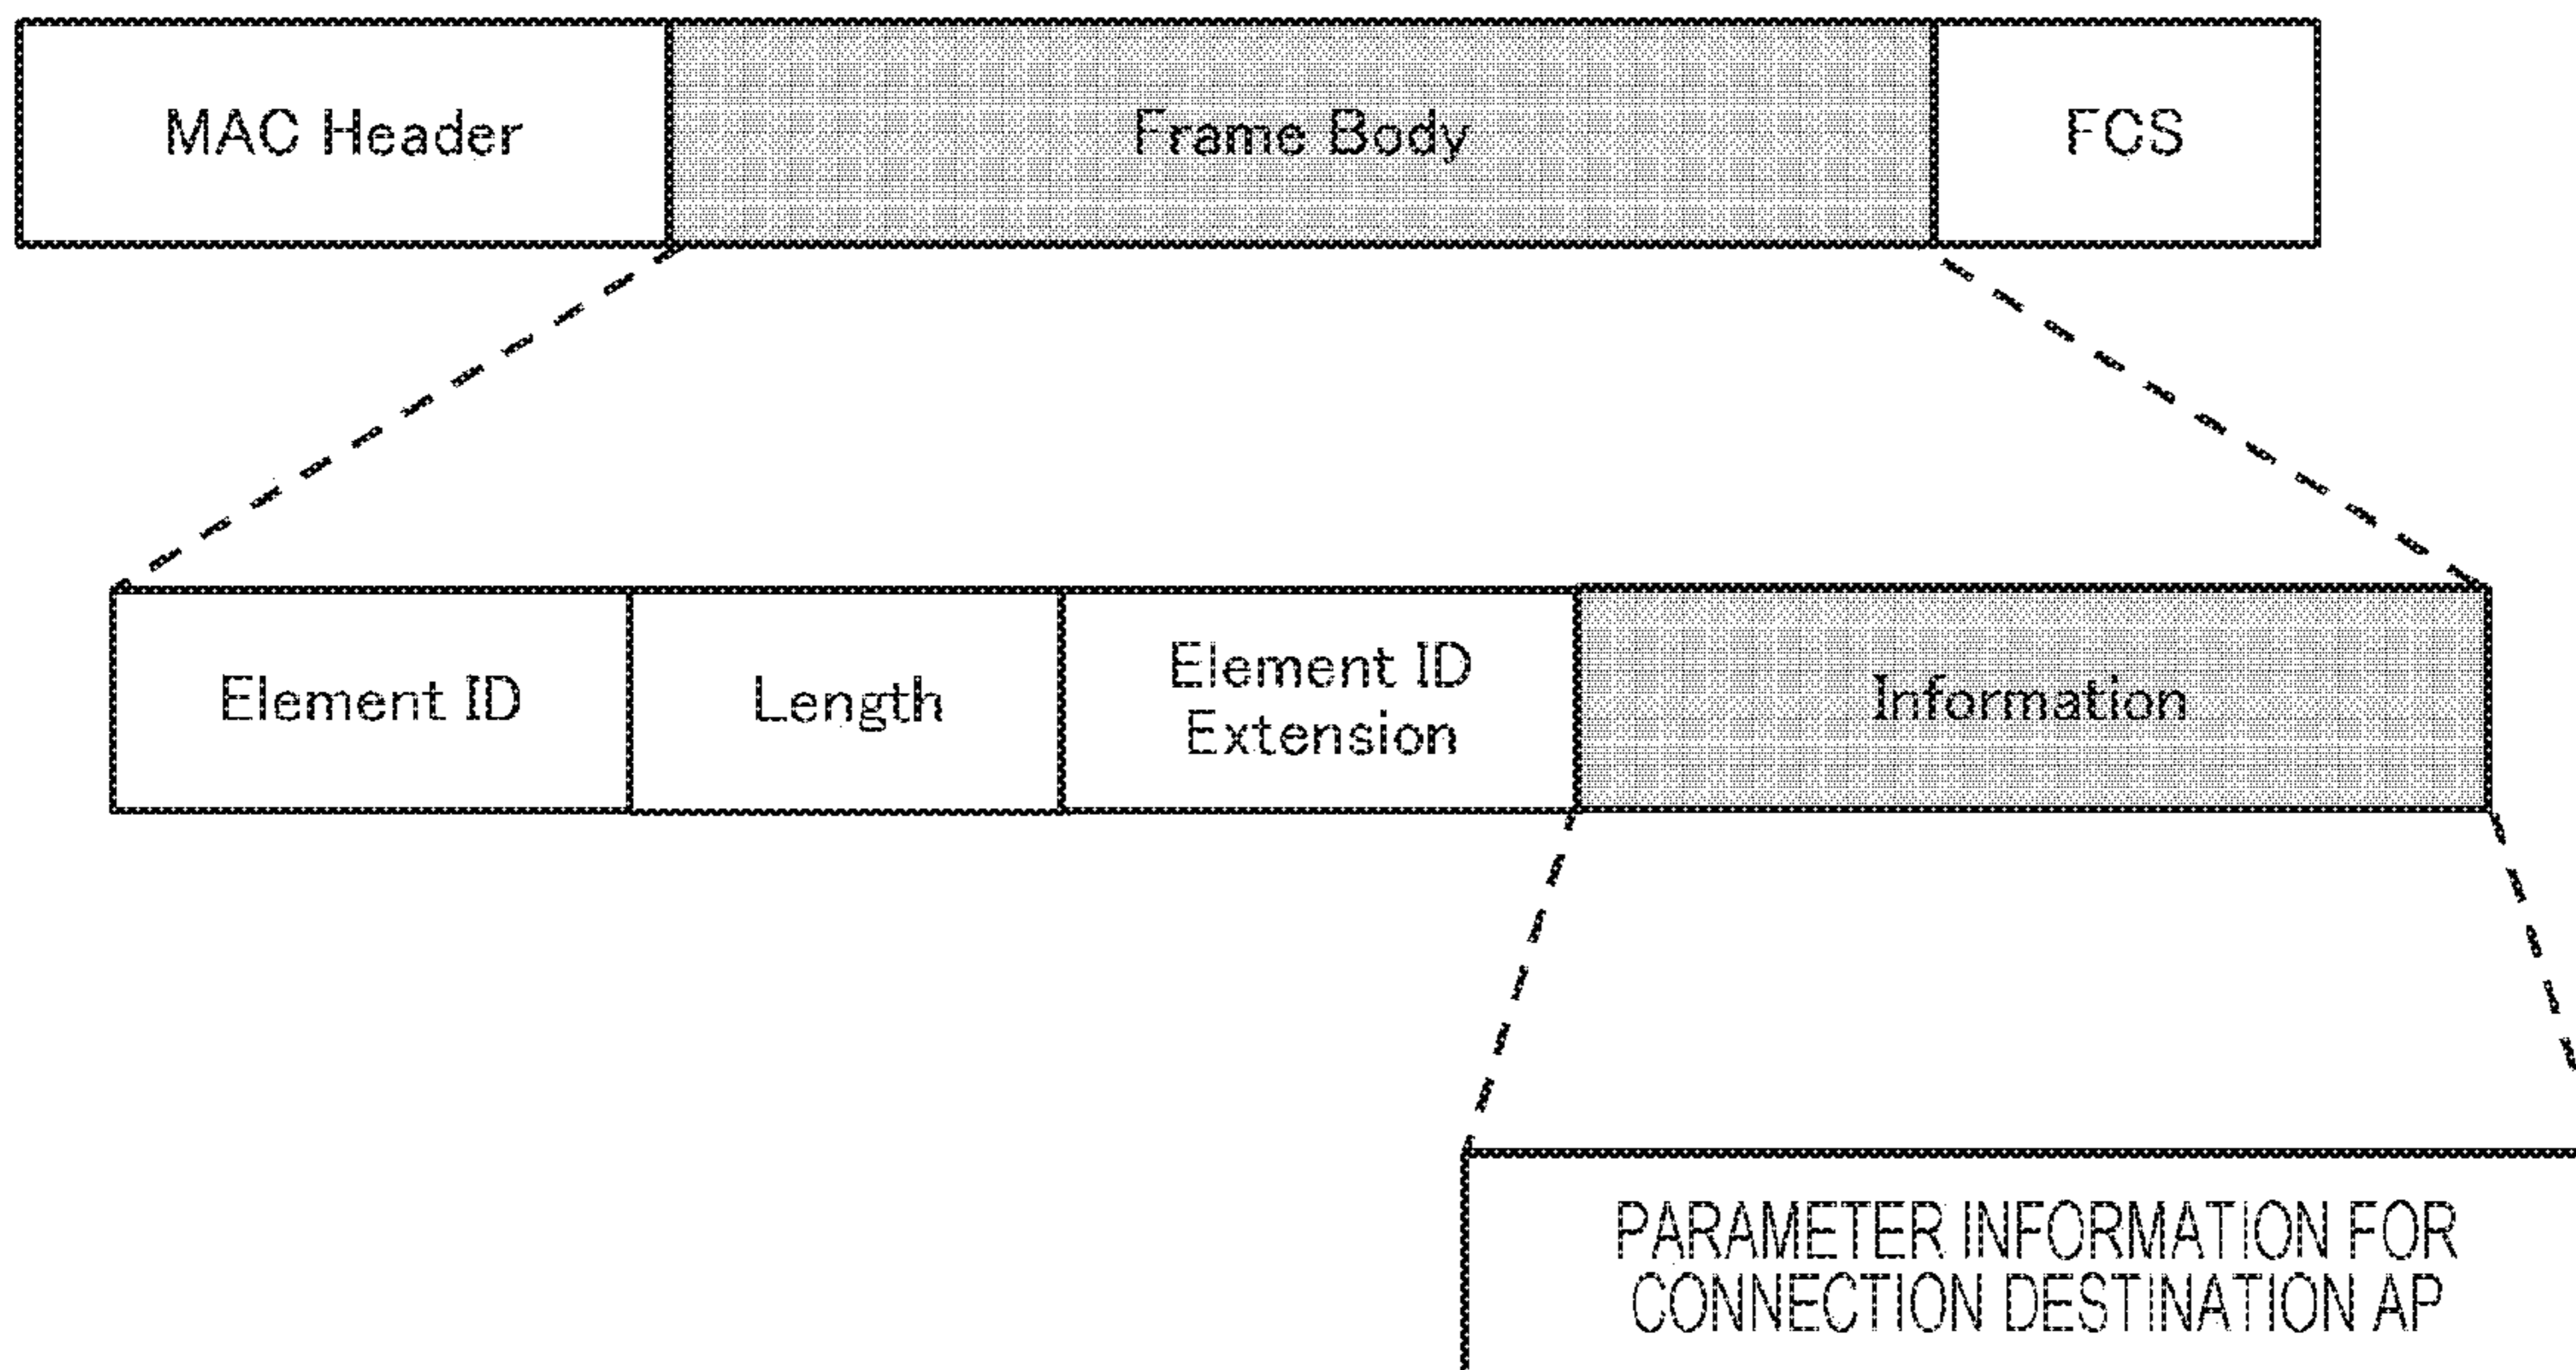 MAC Header
Frame Body
FCS
Element ID
Length
Element ID
Extension
Information
PARAMETER INFORMATION FOR
CONNECTION DESTINATION AP